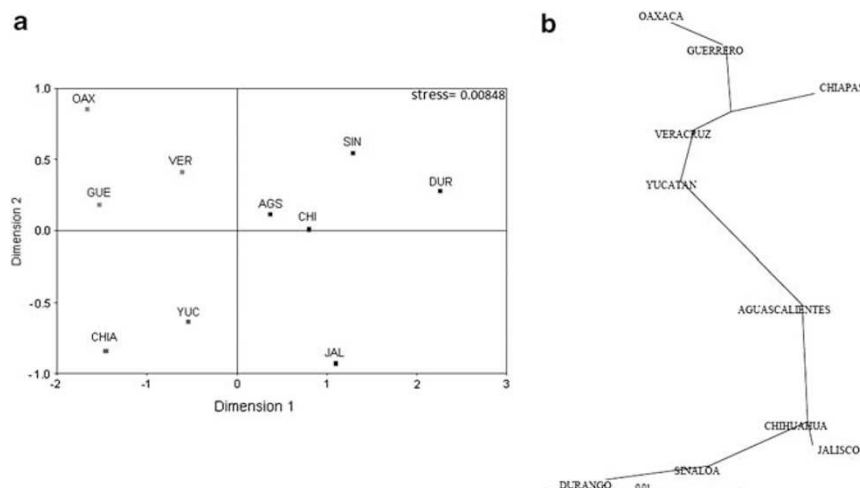 a
stress= 0.00848
1.0
0.5
0.0
-0.5
-1.0
Dimension 2
OAX
VER
GUE
SIN
DUR
AGS
CHI
YUC
CHIA
JAL
-2
-1
0
1
2
3
Dimension 1
b
OAXACA
GUERRERO
CHIAPAS
VERACRUZ
YUCATAN
AGUASCALIENTES
CHIHUAHUA
JALISCO
SINALOA
DURANGO
0.01